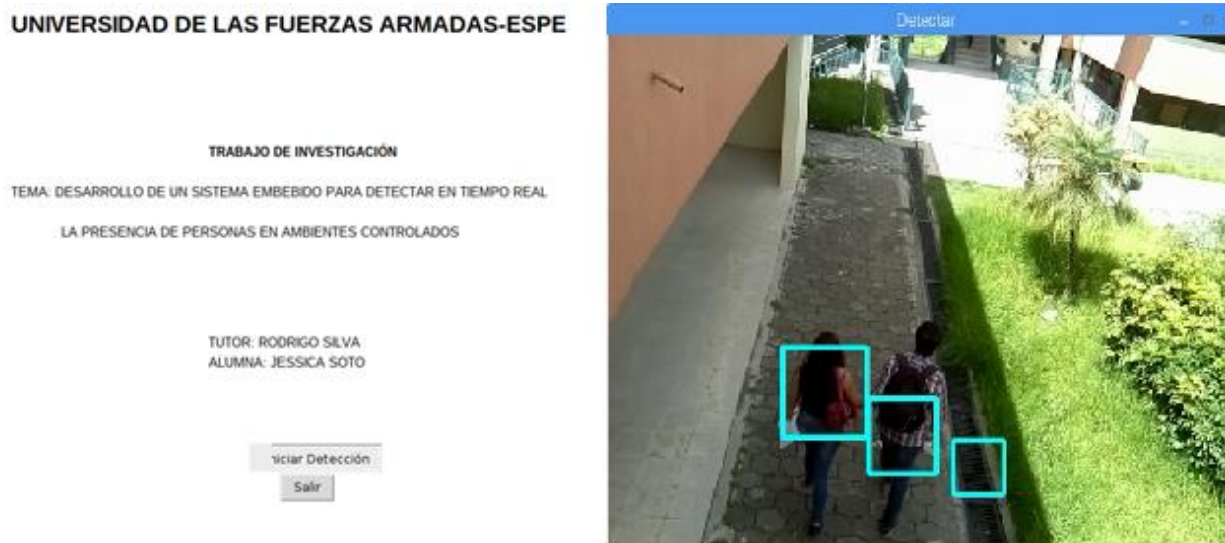 UNIVERSIDAD DE LAS FUERZAS ARMADAS-ESPE
TRABAJO DE INVESTIGACIÓN
TEMA: DESARROLLO DE UN SISTEMA EMBEBIDO PARA DETECTAR EN TIEMPO REAL
LA PRESENCIA DE PERSONAS EN AMBIENTES CONTROLADOS
TUTOR: RODRIGO SILVA
ALUMNA: JESSICA SOTO
niciar Detección
Salir
Detectar